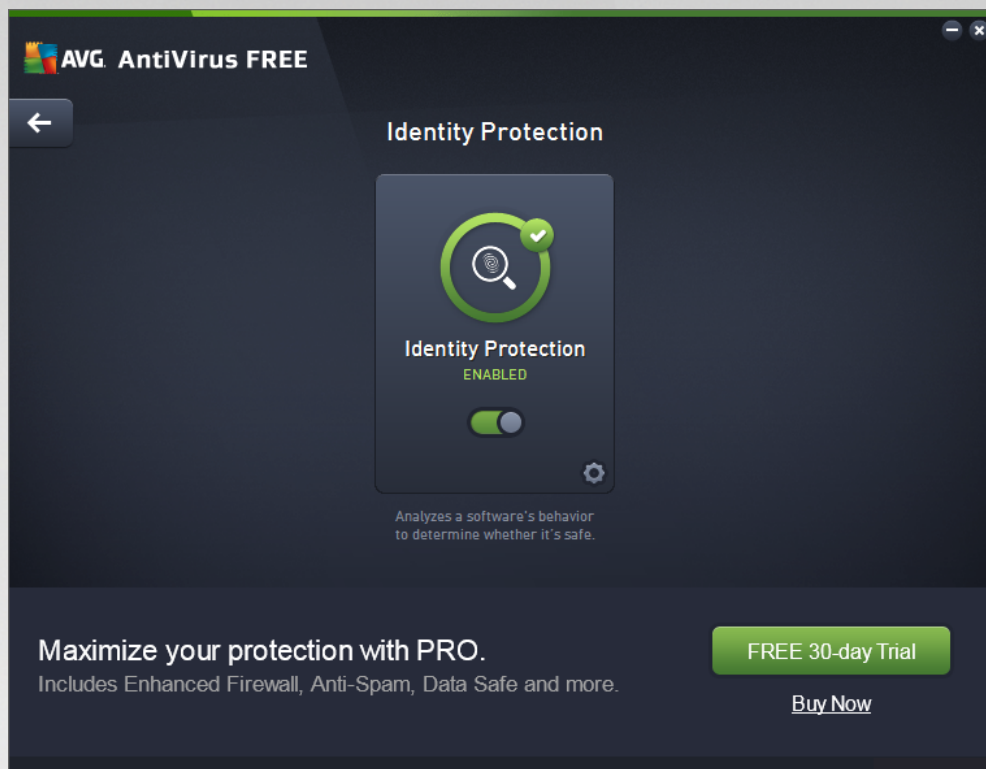 AVG. AntiVirus FREE
Identity Protection
Identity Protection
ENABLED
Analyzes a software's behavior
to determine whether it's safe.
Maximize your protection with PRO.
FREE 30-day Trial
Includes Enhanced Firewall, Anti-Spam, Data Safe and more.
Buy Now